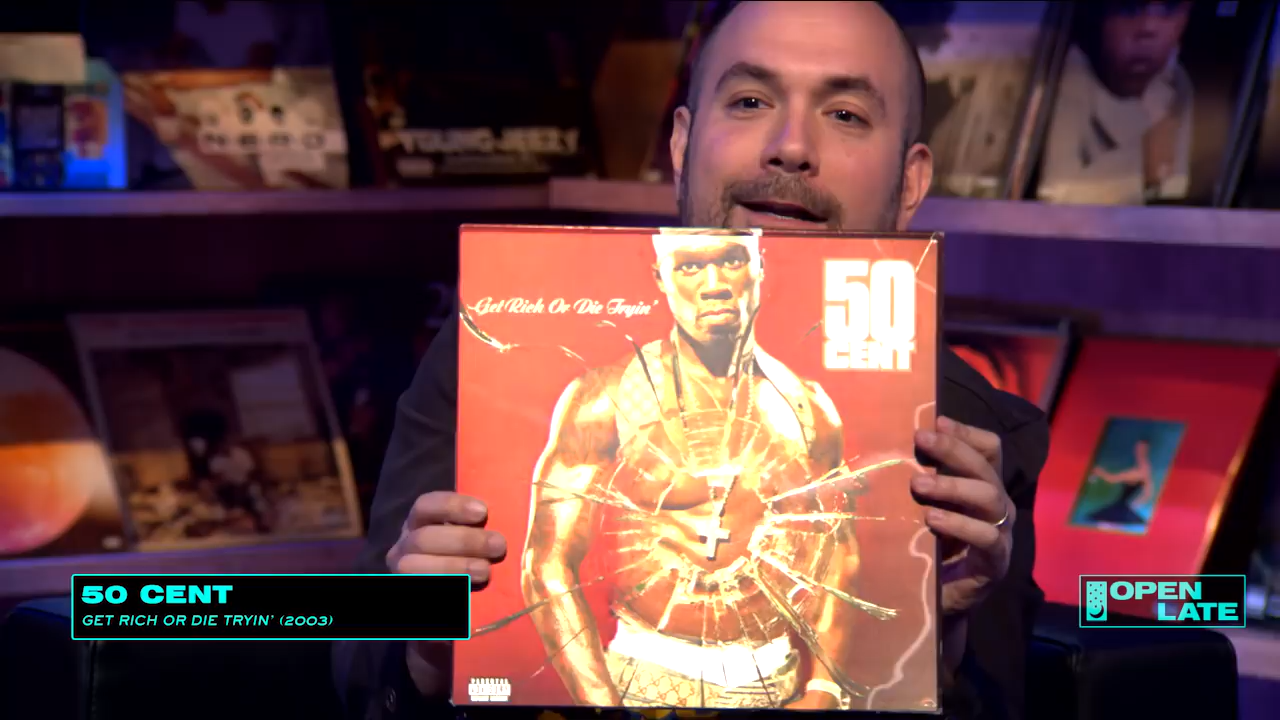 YOUNG JEEZY
Get Rich Or Die Tryin'
50
CENT
50 CENT
GET RICH OR DIE TRYIN' (2003)
OPEN
LATE
PARENTAL